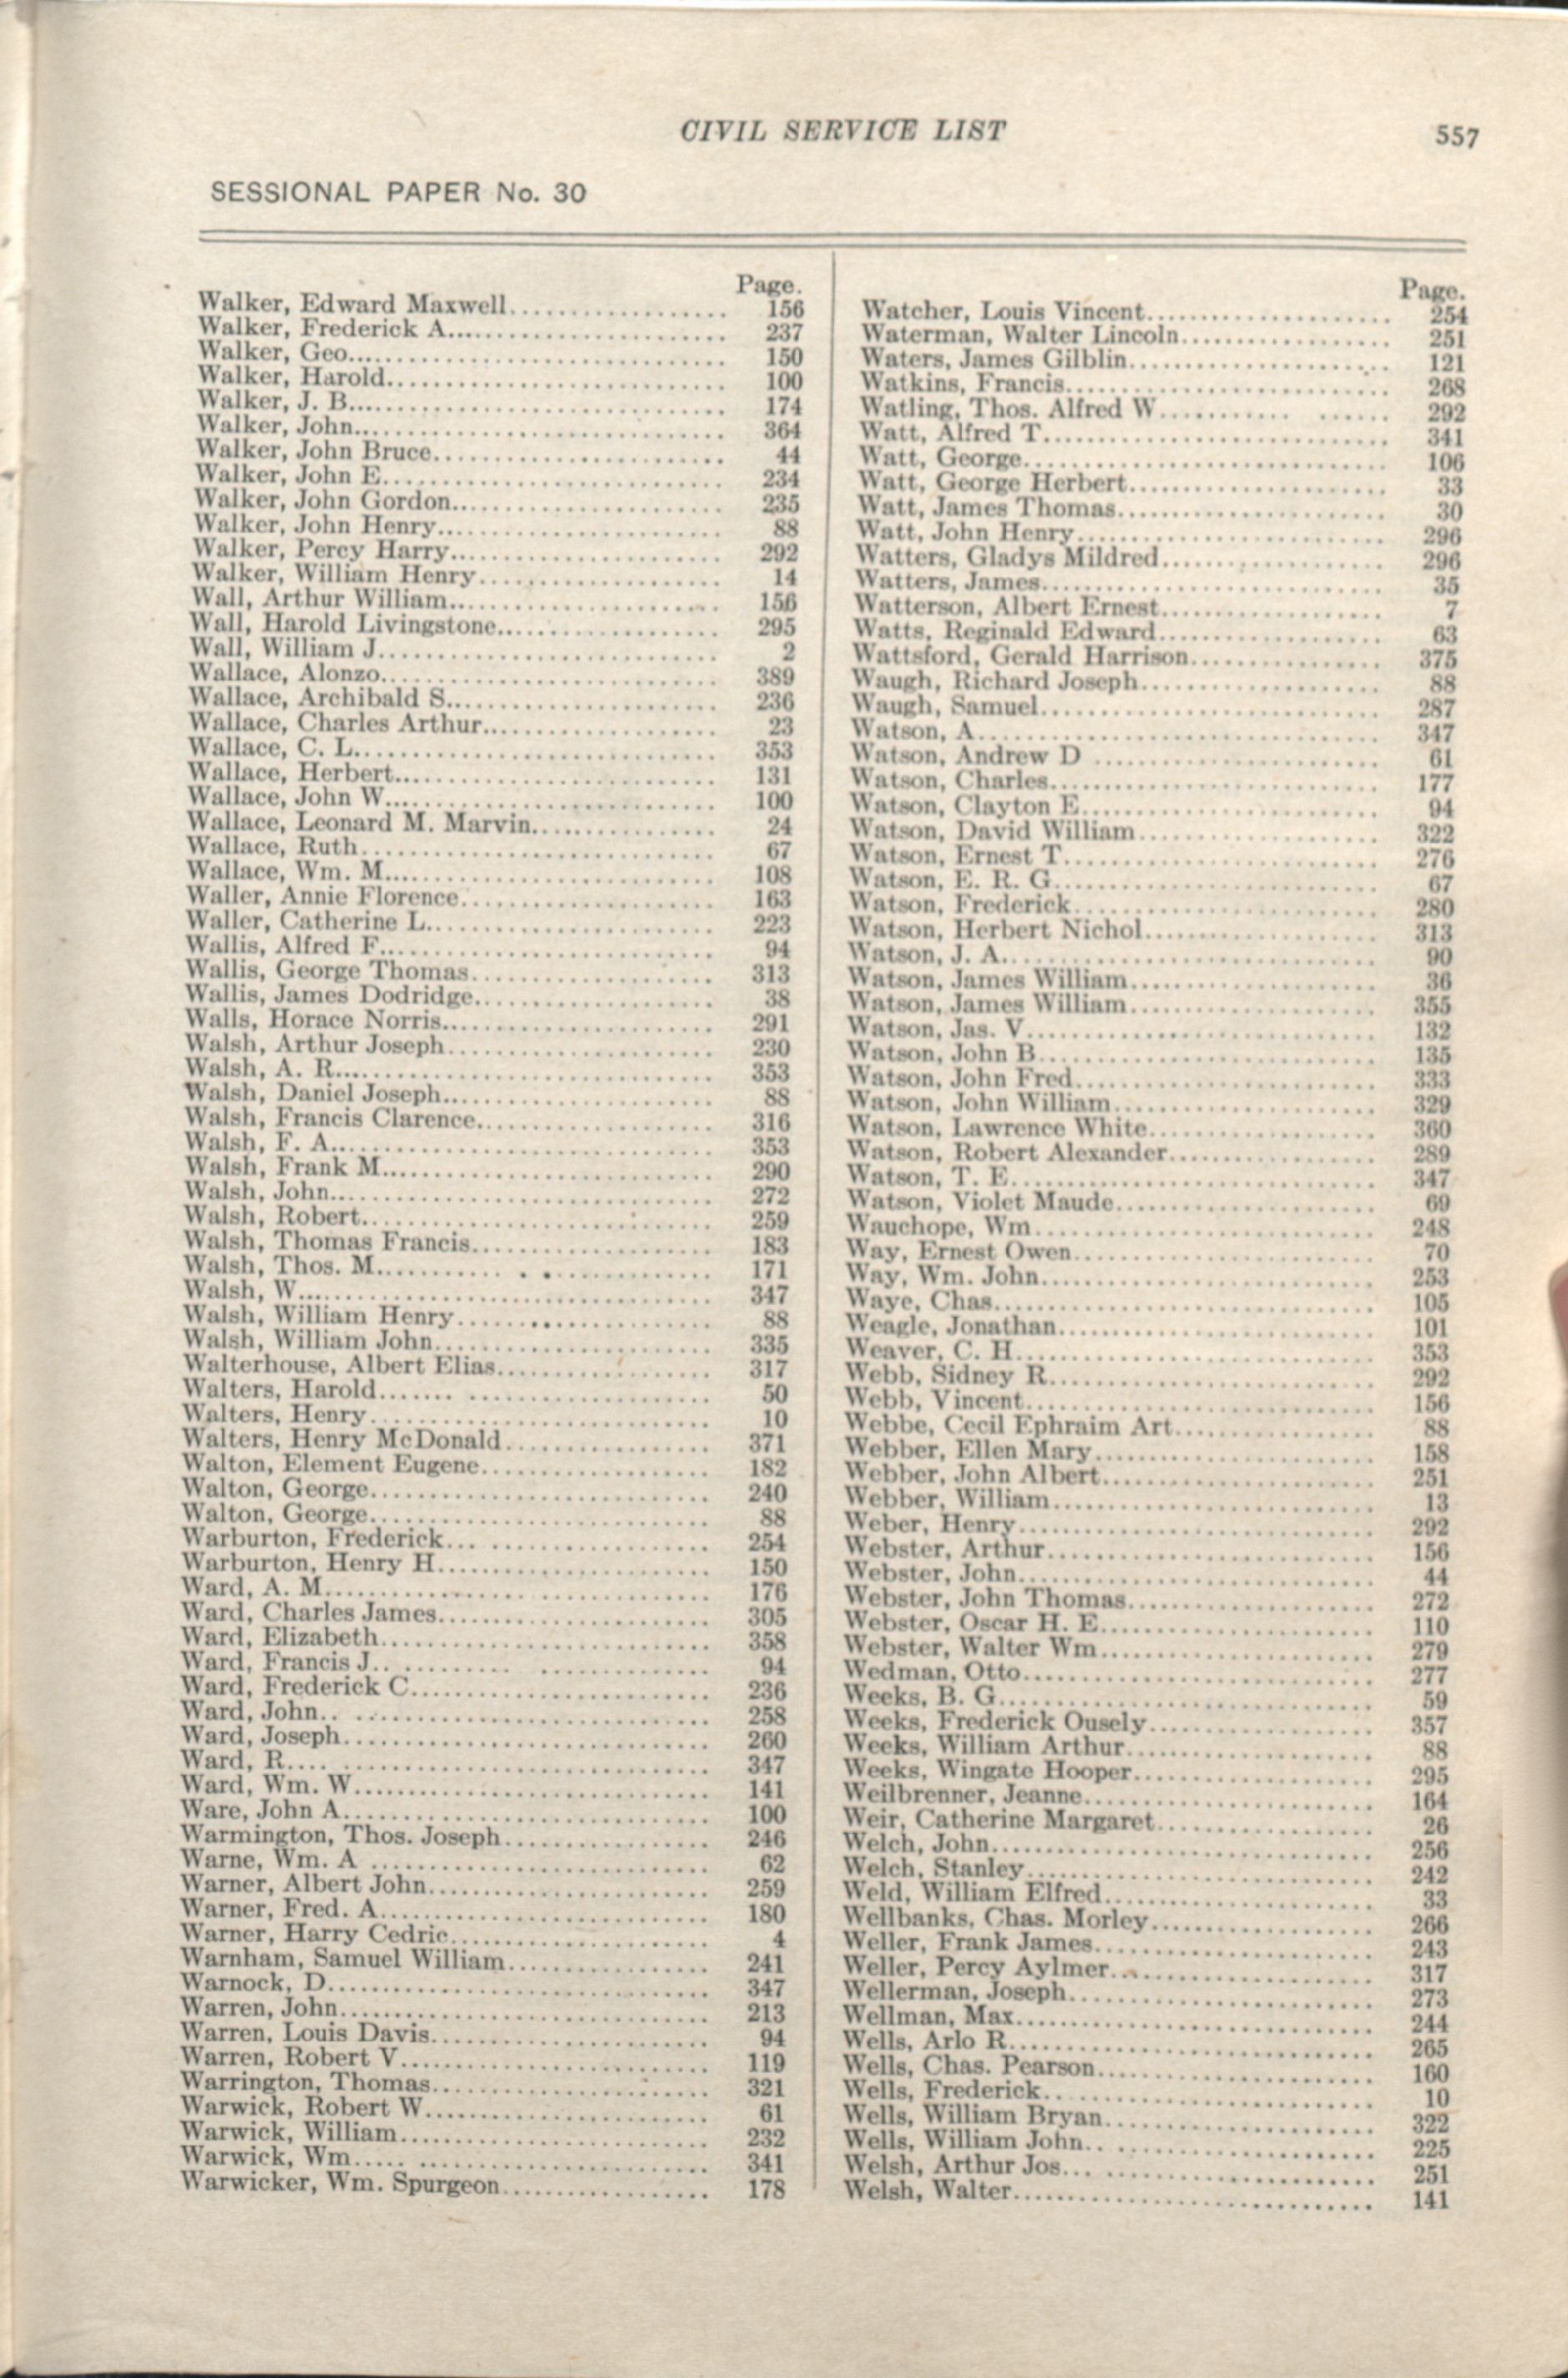 CIVIL SERVICE LIST 557
SESSIONAL PAPER No. 30
Page.
Walker, Edward Maxwell 156
Walker, Frederick A. 237
Walker, Geo. 150
Walker, Harold 100
Walker, J. B. 174
Walker, John 364
Walker, John Bruce 44
Walker, John E. 234
Walker, John Gordon 235
Walker, John Henry 88
Walker, Percy Harry 292
Walker, William Henry 14
Wall, Arthur William 156
Wall, Harold Livingstone 295
Wall, William J. 2
Wallace, Alonzo 389
Wallace, Archibald S. 236
Wallace, Charles Arthur 23
Wallace, C. L. 353
Wallace, Herbert 131
Wallace, John W. 100
Wallace, Leonard M. Marvin 24
Wallace, Ruth 67
Wallace, Wm. M. 108
Waller, Annie Florence 163
Waller, Catherine L. 223
Wallis, Alfred F. 94
Wallis, George Thomas 313
Wallis, James Dodridge 38
Walls, Horace Norris 291
Walsh, Arthur Joseph 230
Walsh, A. R. 353
Walsh, Daniel Joseph 88
Walsh, Francis Clarence 316
Walsh, F. A. 353
Walsh, Frank M. 290
Walsh, John 272
Walsh, Robert 259
Walsh, Thomas Francis 183
Walsh, Thos. M. 171
Walsh, W. 347
Walsh, William Henry 88
Walsh, William John 335
Walterhouse, Albert Elias 317
Walters, Harold 50
Walters, Henry 10
Walters, Henry McDonald 371
Walton, Element Eugene 182
Walton, George 240
Walton, George 88
Warburton, Frederick 254
Warburton, Henry H. 150
Ward, A. M. 176
Ward, Charles James 305
Ward, Elizabeth 358
Ward, Francis J. 94
Ward, Frederick C. 236
Ward, John 258
Ward, Joseph 260
Ward, R. 347
Ward, Wm. W. 141
Ware, John A. 100
Warmington, Thos. Joseph 246
Warne, Wm. A 62
Warner, Albert John 259
Warner, Fred. A. 180
Warner, Harry Cedric 4
Warnham, Samuel William 241
Warnock, D. 347
Warren, John 213
Warren, Louis Davis 94
Warren, Robert V. 119
Warrington, Thomas 321
Warwick, Robert W. 61
Warwick, William 232
Warwick, Wm. 341
Warwicker, Wm. Spurgeon 178
Page.
Watcher, Louis Vincent 254
Waterman, Walter Lincoln 251
Waters, James Gilblin 121
Watkins, Francis 268
Watling, Thos. Alfred W. 292
Watt, Alfred T. 341
Watt, George 106
Watt, George Herbert 33
Watt, James Thomas 30
Watt, John Henry 296
Watters, Gladys Mildred 296
Watters, James 35
Watterson, Albert Ernest 7
Watts, Reginald Edward 63
Wattsford, Gerald Harrison 375
Waugh, Richard Joseph 88
Waugh, Samuel 287
Watson, A. 347
Watson, Andrew D 61
Watson, Charles 177
Watson, Clayton E. 94
Watson, David William 322
Watson, Ernest T. 276
Watson, E. R. G. 67
Watson, Frederick 280
Watson, Herbert Nichol 313
Watson, J. A. 90
Watson, James William 36
Watson, James William 355
Watson, Jas. V. 132
Watson, John B. 135
Watson, John Fred. 333
Watson, John William 329
Watson, Lawrence White 360
Watson, Robert Alexander 289
Watson, T. E. 347
Watson, Violet Maude 69
Wauchope, Wm. 248
Way, Ernest Owen 70
Way, Wm. John 253
Waye, Chas. 105
Weagle, Jonathan 101
Weaver, C. H. 353
Webb, Sidney R. 292
Webb, Vincent 156
Webbe, Cecil Ephraim Art. 88
Webber, Ellen Mary 158
Webber, John Albert 251
Webber, William 13
Weber, Henry 292
Webster, Arthur 156
Webster, John 44
Webster, John Thomas 272
Webster, Oscar H. E. 110
Webster, Walter Wm. 279
Wedman, Otto 277
Weeks, B. G. 59
Weeks, Frederick Ousely 357
Weeks, William Arthur 88
Weeks, Wingate Hooper 295
Weilbrenner, Jeanne 164
Weir, Catherine Margaret 26
Welch, John 256
Welch, Stanley 242
Weld, William Elfred 33
Wellbanks, Chas. Morley 266
Weller, Frank James 243
Weller, Percy Aylmer 317
Wellerman, Joseph 273
Wellman, Max 244
Wells, Arlo R. 265
Wells, Chas. Pearson 160
Wells, Frederick 10
Wells, William Bryan 322
Wells, William John 225
Welsh, Arthur Jos. 251
Welsh, Walter 141